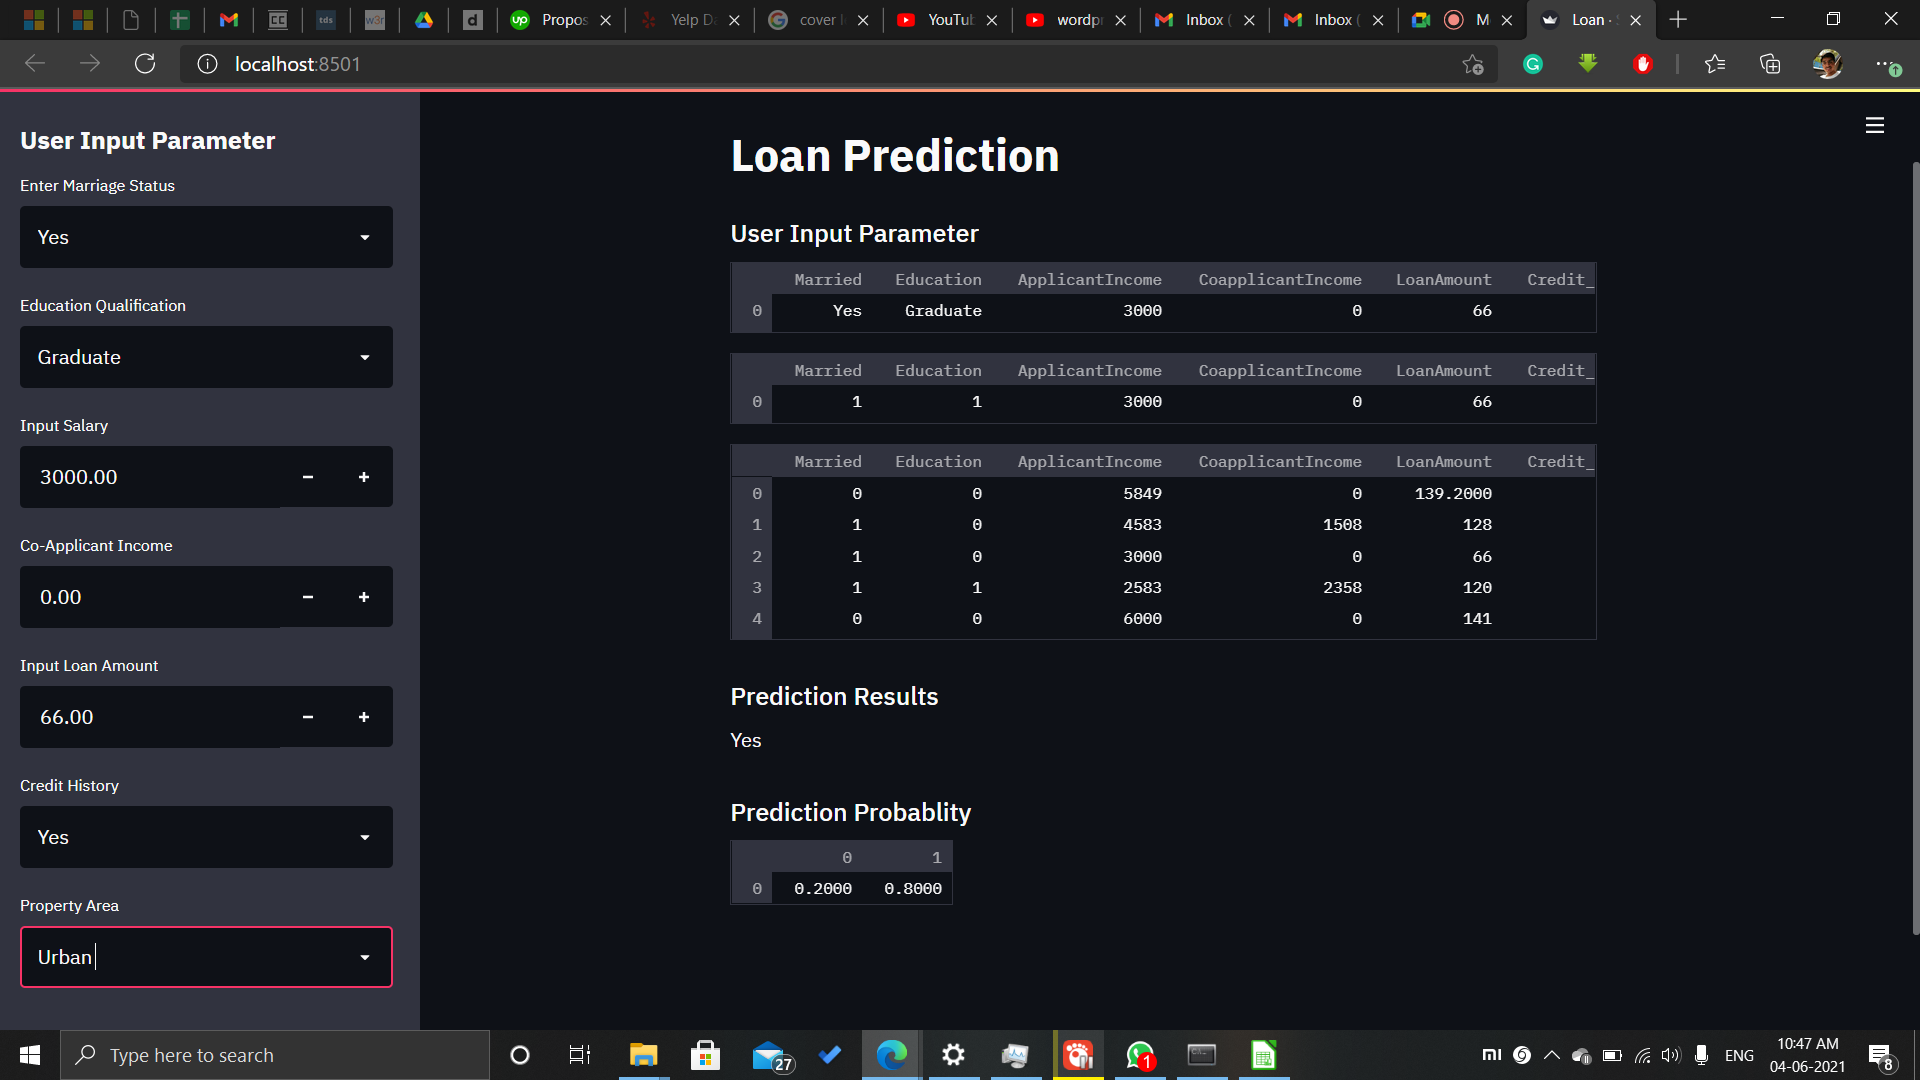 CC
tds
w3r
d
up Propos
Yelp Da
cover l
YouTub
wordpr
Inbox (
Inbox (
M
Loan · S
localhost:8501
User Input Parameter
Enter Marriage Status
Yes
Education Qualification
Graduate
Input Salary
3000.00
Co-Applicant Income
0.00
Input Loan Amount
66.00
Credit History
Yes
Property Area
Urban
Loan Prediction
User Input Parameter
Married Education ApplicantIncome CoapplicantIncome LoanAmount Credit_
0 Yes Graduate 3000 0 66
Married Education ApplicantIncome CoapplicantIncome LoanAmount Credit_
0 1 1 3000 0 66
Married Education ApplicantIncome CoapplicantIncome LoanAmount Credit_
0 0 0 5849 0 139.2000
1 1 0 4583 1508 128
2 1 0 3000 0 66
3 1 1 2583 2358 120
4 0 0 6000 0 141
Prediction Results
Yes
Prediction Probablity
0 1
0 0.2000 0.8000
Type here to search
27
1
ENG
10:47 AM
04-06-2021
8